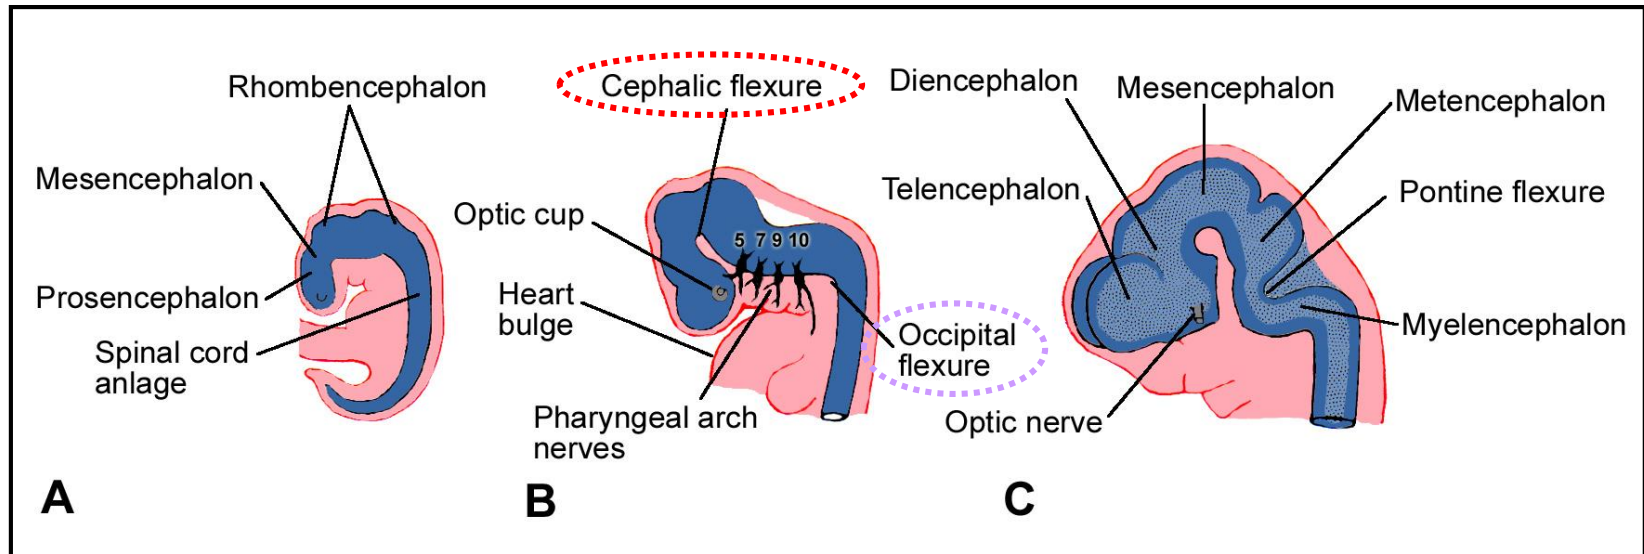 Rhombencephalon
Mesencephalon
Prosencephalon
Spinal cord
anlage
A
Cephalic flexure
Optic cup
5 7 9 10
Heart
bulge
Occipital
flexure
Pharyngeal arch
nerves
B
Diencephalon
Mesencephalon
Metencephalon
Telencephalon
Pontine flexure
Myelencephalon
Optic nerve
C